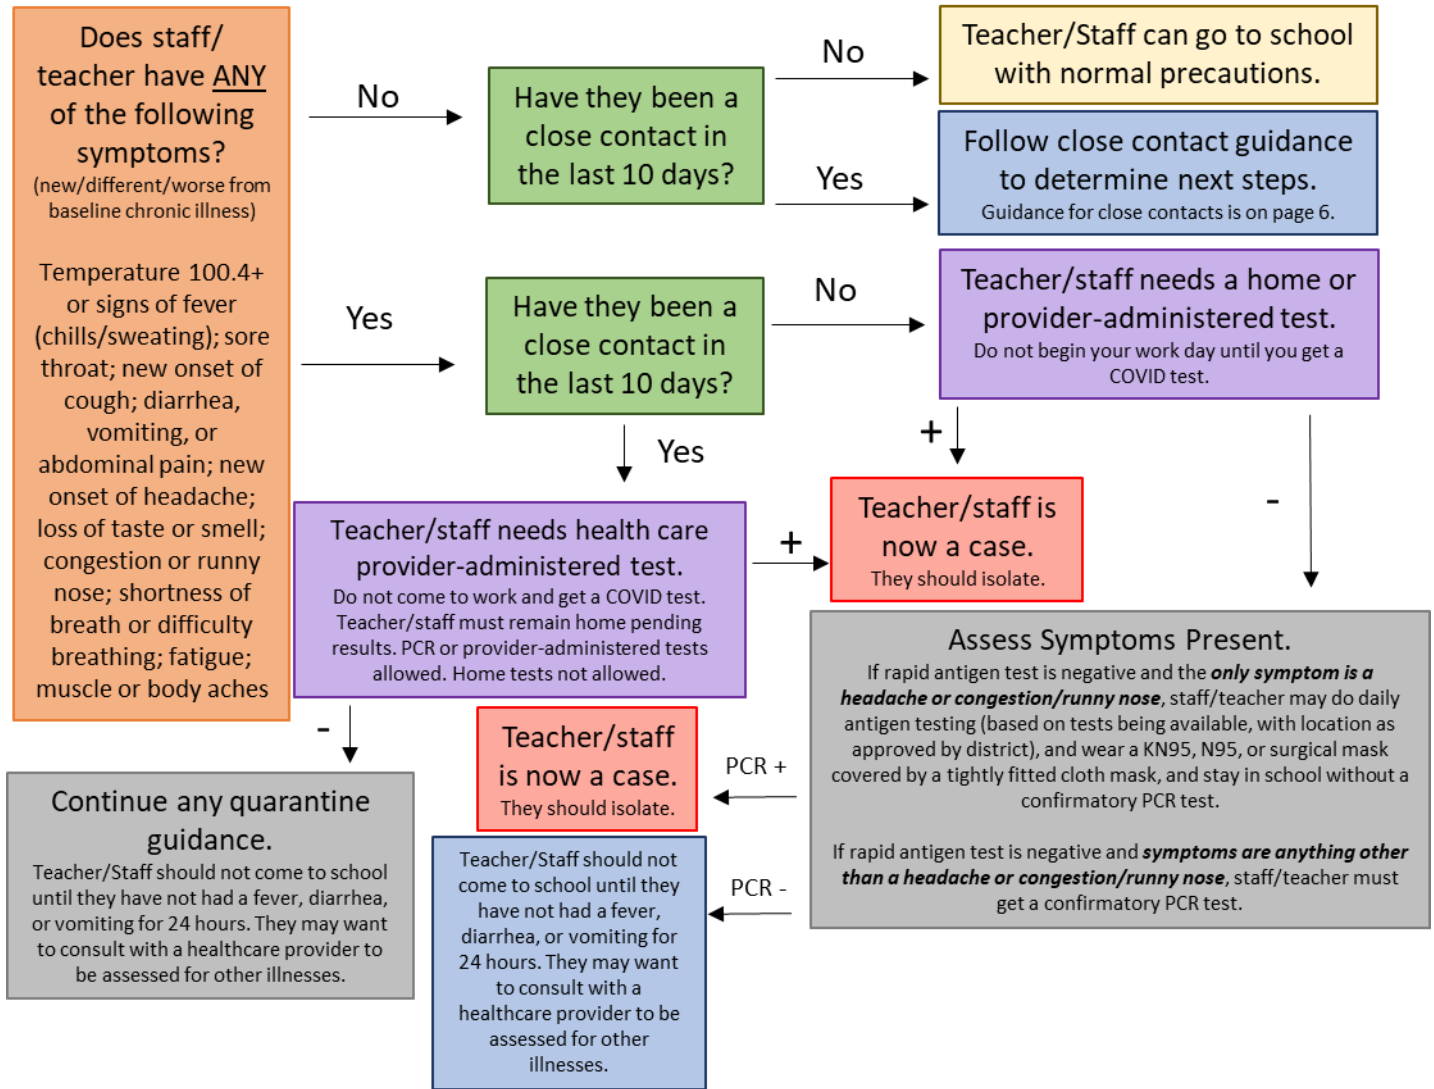 Does staff/
teacher have ANY
of the following
symptoms?
(new/different/worse from
baseline chronic illness)
Temperature 100.4+
or signs of fever
(chills/sweating); sore
throat; new onset of
cough; diarrhea,
vomiting, or
abdominal pain; new
onset of headache;
loss of taste or smell;
congestion or runny
nose; shortness of
breath or difficulty
breathing; fatigue;
muscle or body aches
No
Have they been a
close contact in
the last 10 days?
No
Teacher/Staff can go to school
with normal precautions.
Yes
Follow close contact guidance
to determine next steps.
Guidance for close contacts is on page 6.
Yes
Have they been a
close contact in
the last 10 days?
No
Teacher/staff needs a home or
provider-administered test.
Do not begin your work day until you get a
COVID test.
Yes
+
-
Teacher/staff needs health care
provider-administered test.
Do not come to work and get a COVID test.
Teacher/staff must remain home pending
results. PCR or provider-administered tests
allowed. Home tests not allowed.
+
Teacher/staff is
now a case.
They should isolate.
Assess Symptoms Present.
If rapid antigen test is negative and the only symptom is a
headache or congestion/runny nose, staff/teacher may do daily
antigen testing (based on tests being available, with location as
approved by district), and wear a KN95, N95, or surgical mask
covered by a tightly fitted cloth mask, and stay in school without a
confirmatory PCR test.
If rapid antigen test is negative and symptoms are anything other
than a headache or congestion/runny nose, staff/teacher must
get a confirmatory PCR test.
-
Continue any quarantine
guidance.
Teacher/Staff should not come to school
until they have not had a fever, diarrhea,
or vomiting for 24 hours. They may want
to consult with a healthcare provider to
be assessed for other illnesses.
PCR +
Teacher/staff
is now a case.
They should isolate.
PCR -
Teacher/Staff should not
come to school until they
have not had a fever,
diarrhea, or vomiting for
24 hours. They may want
to consult with a
healthcare provider to be
assessed for other
illnesses.